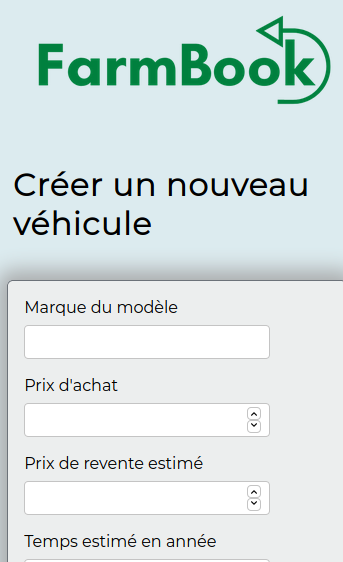 FarmBook
Créer un nouveau
véhicule
Marque du modèle
Prix d'achat
Prix de revente estimé
Temps estimé en année